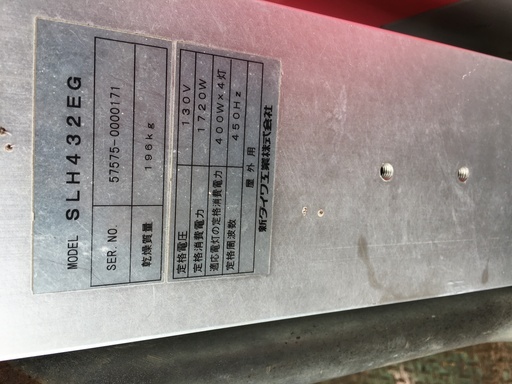 MODEL SLH432EG
SER. NO. 57575-0000171
乾燥質量 196kg
定格電圧 130V
定格消費電力 1720W
適応電灯の定格消費電力 400W×4灯
定格周波数 450Hz
屋外用
新ダイワ工業株式会社